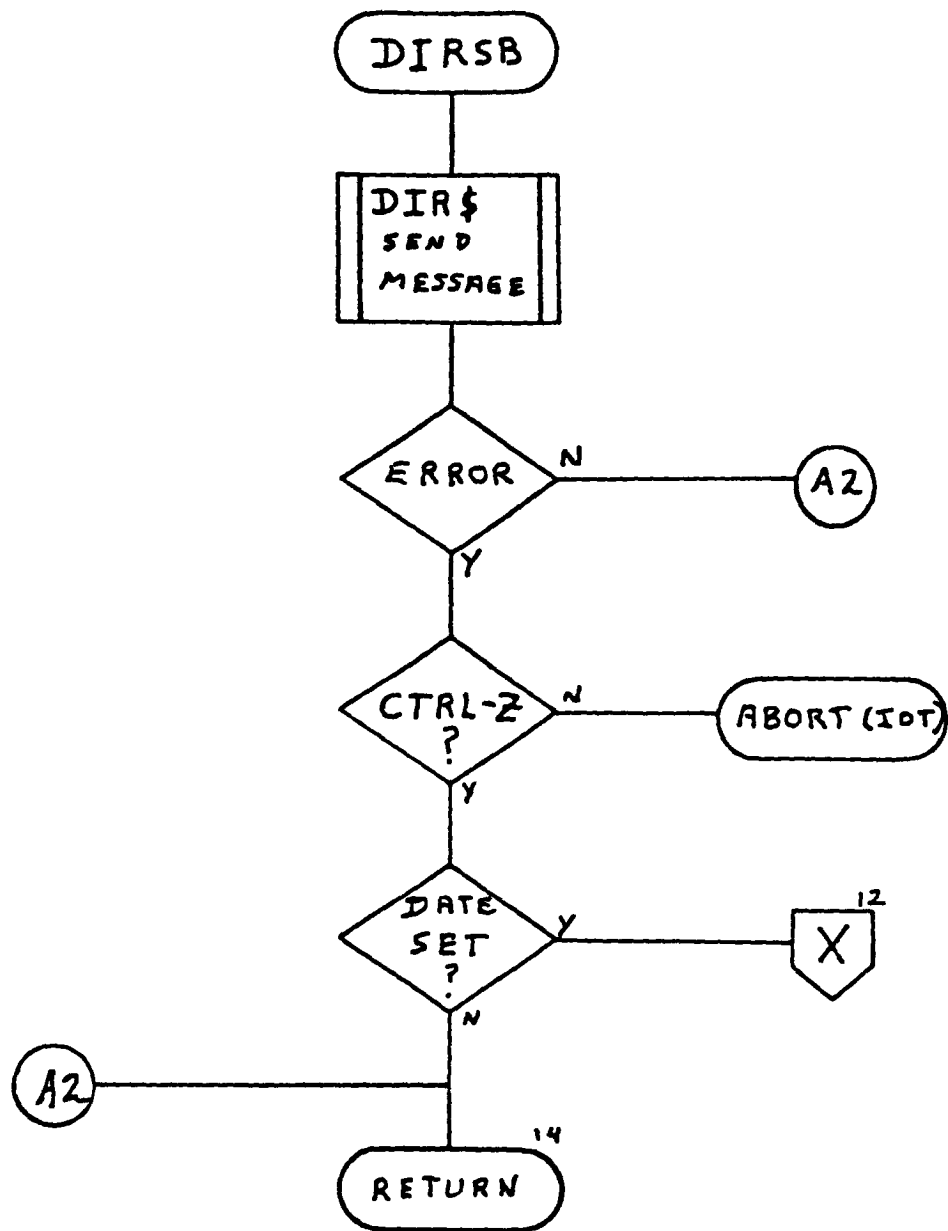 DIRSB
DIR$
SEND
MESSAGE
ERROR
N
A2
Y
CTRL-Z
?
N
ABORT (IOT)
Y
DATE
SET
?
Y
12
X
N
A2
14
RETURN